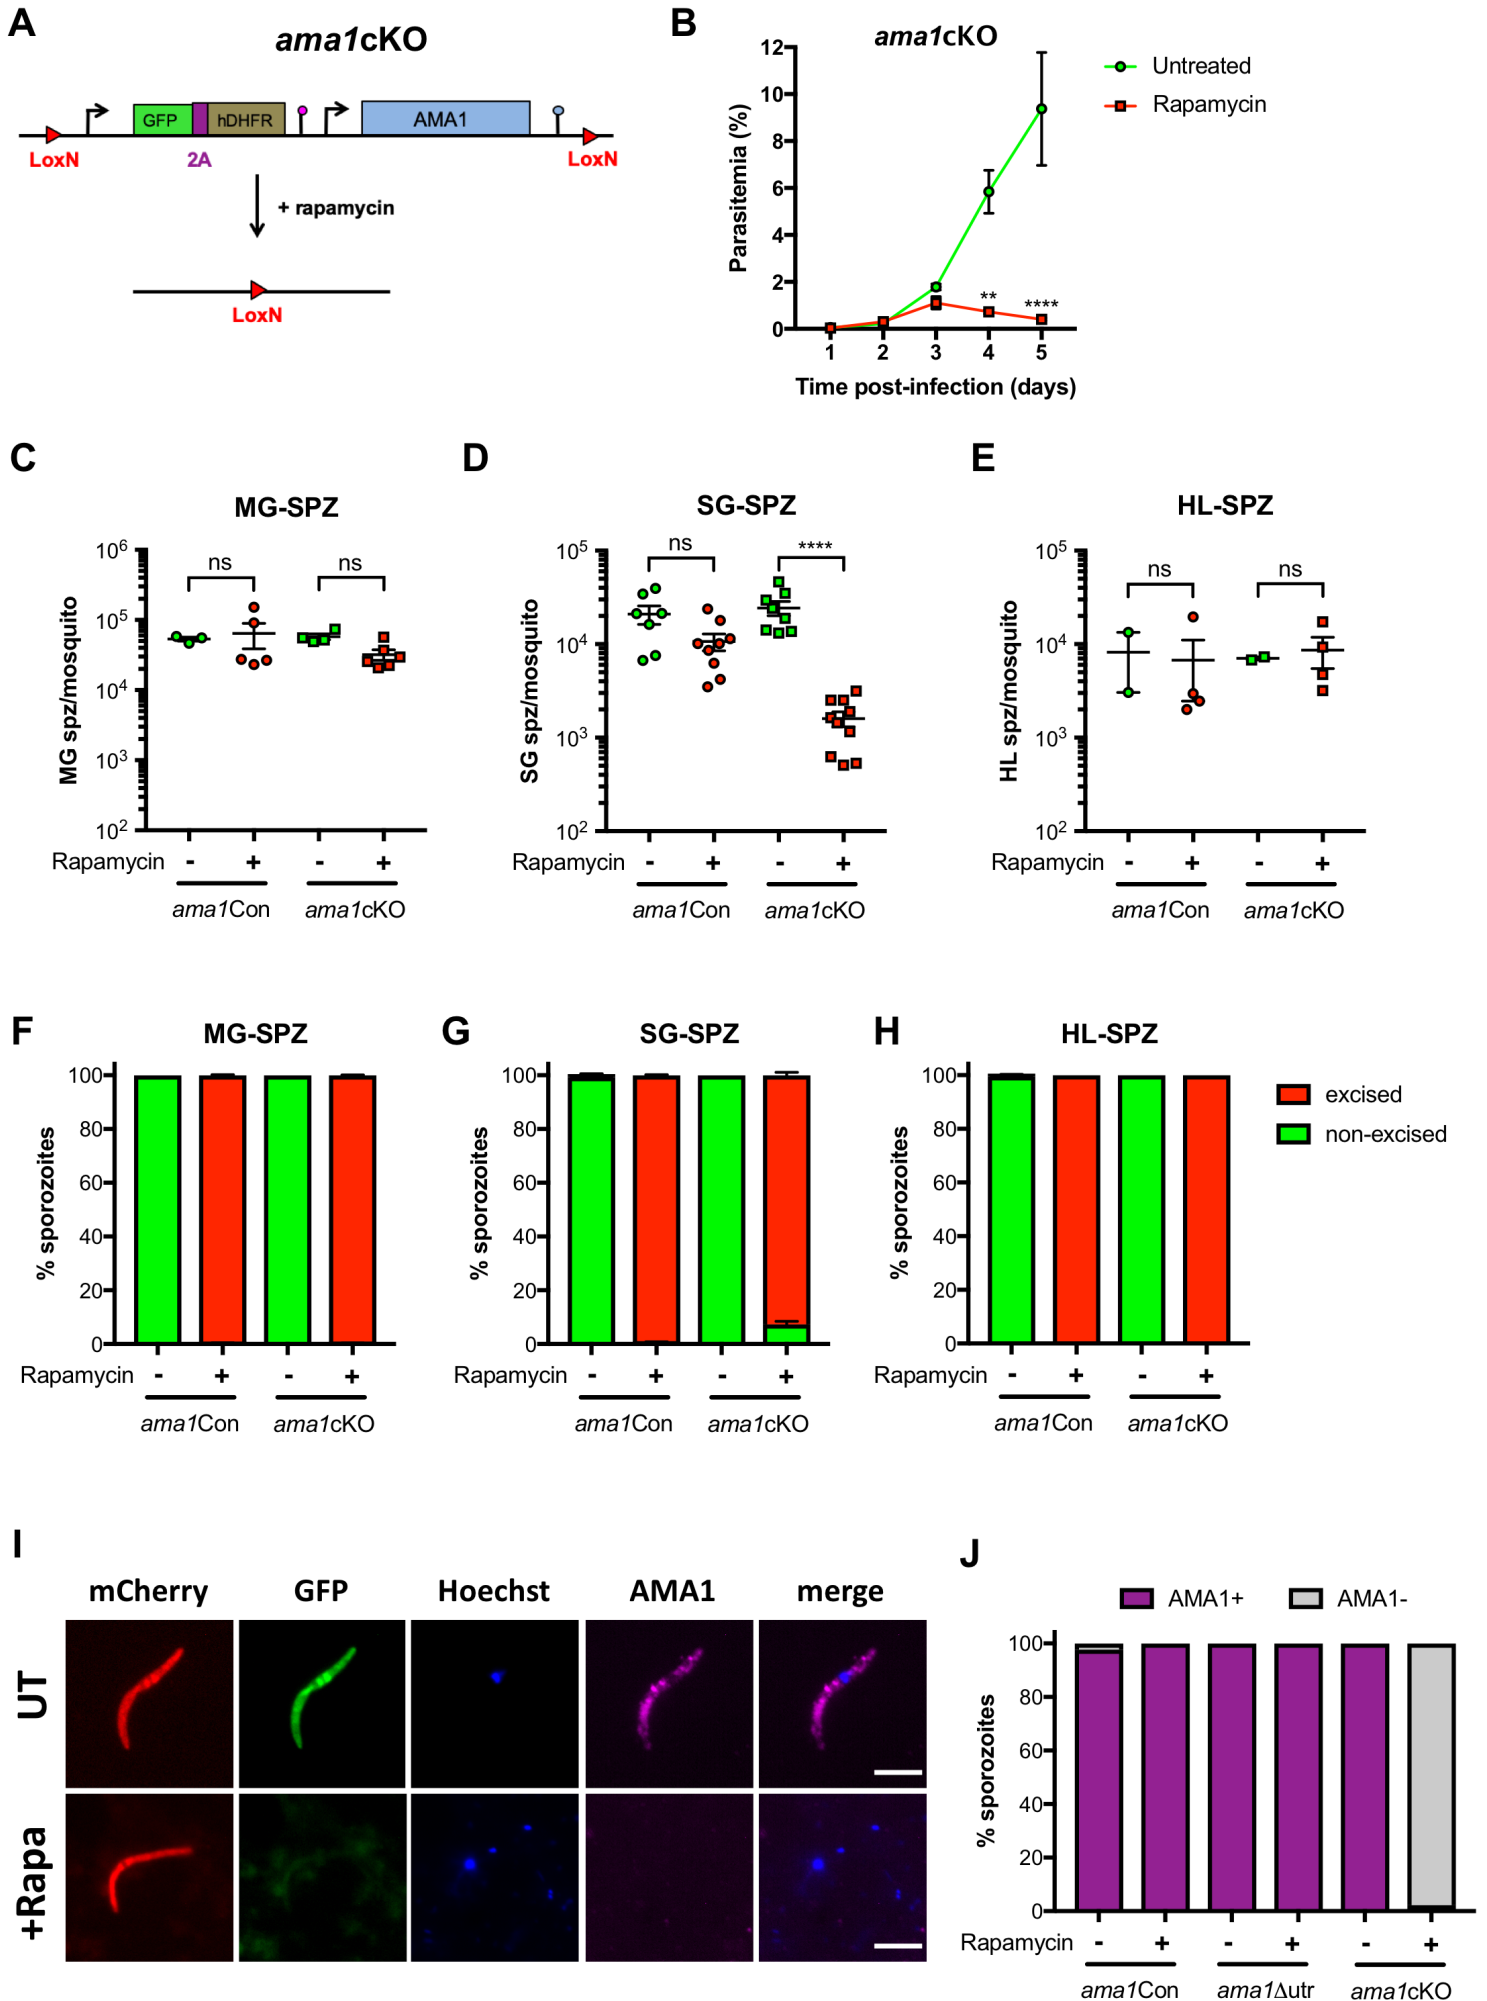 A
ama1cKO
GFP
hDHFR
AMA1
LoxN
2A
LoxN
+ rapamycin
LoxN
B
ama1cKO
Parasitemia (%)
12
10
8
6
4
2
0
**
****
1 2 3 4 5
Time post-infection (days)
Untreated
Rapamycin
C
MG-SPZ
MG spz/mosquito
10^6
10^5
10^4
10^3
10^2
ns
ns
Rapamycin - + - +
ama1Con ama1cKO
D
SG-SPZ
SG spz/mosquito
10^5
10^4
10^3
10^2
ns
****
Rapamycin - + - +
ama1Con ama1cKO
E
HL-SPZ
HL spz/mosquito
10^5
10^4
10^3
10^2
ns
ns
Rapamycin - + - +
ama1Con ama1cKO
F
MG-SPZ
% sporozoites
100
80
60
40
20
0
Rapamycin - + - +
ama1Con ama1cKO
G
SG-SPZ
% sporozoites
100
80
60
40
20
0
Rapamycin - + - +
ama1Con ama1cKO
H
HL-SPZ
% sporozoites
100
80
60
40
20
0
Rapamycin - + - +
ama1Con ama1cKO
excised
non-excised
I
mCherry GFP Hoechst AMA1 merge
UT
+Rapa
J
AMA1+ AMA1-
% sporozoites
100
80
60
40
20
0
Rapamycin - + - + - +
ama1Con ama1Δutr ama1cKO